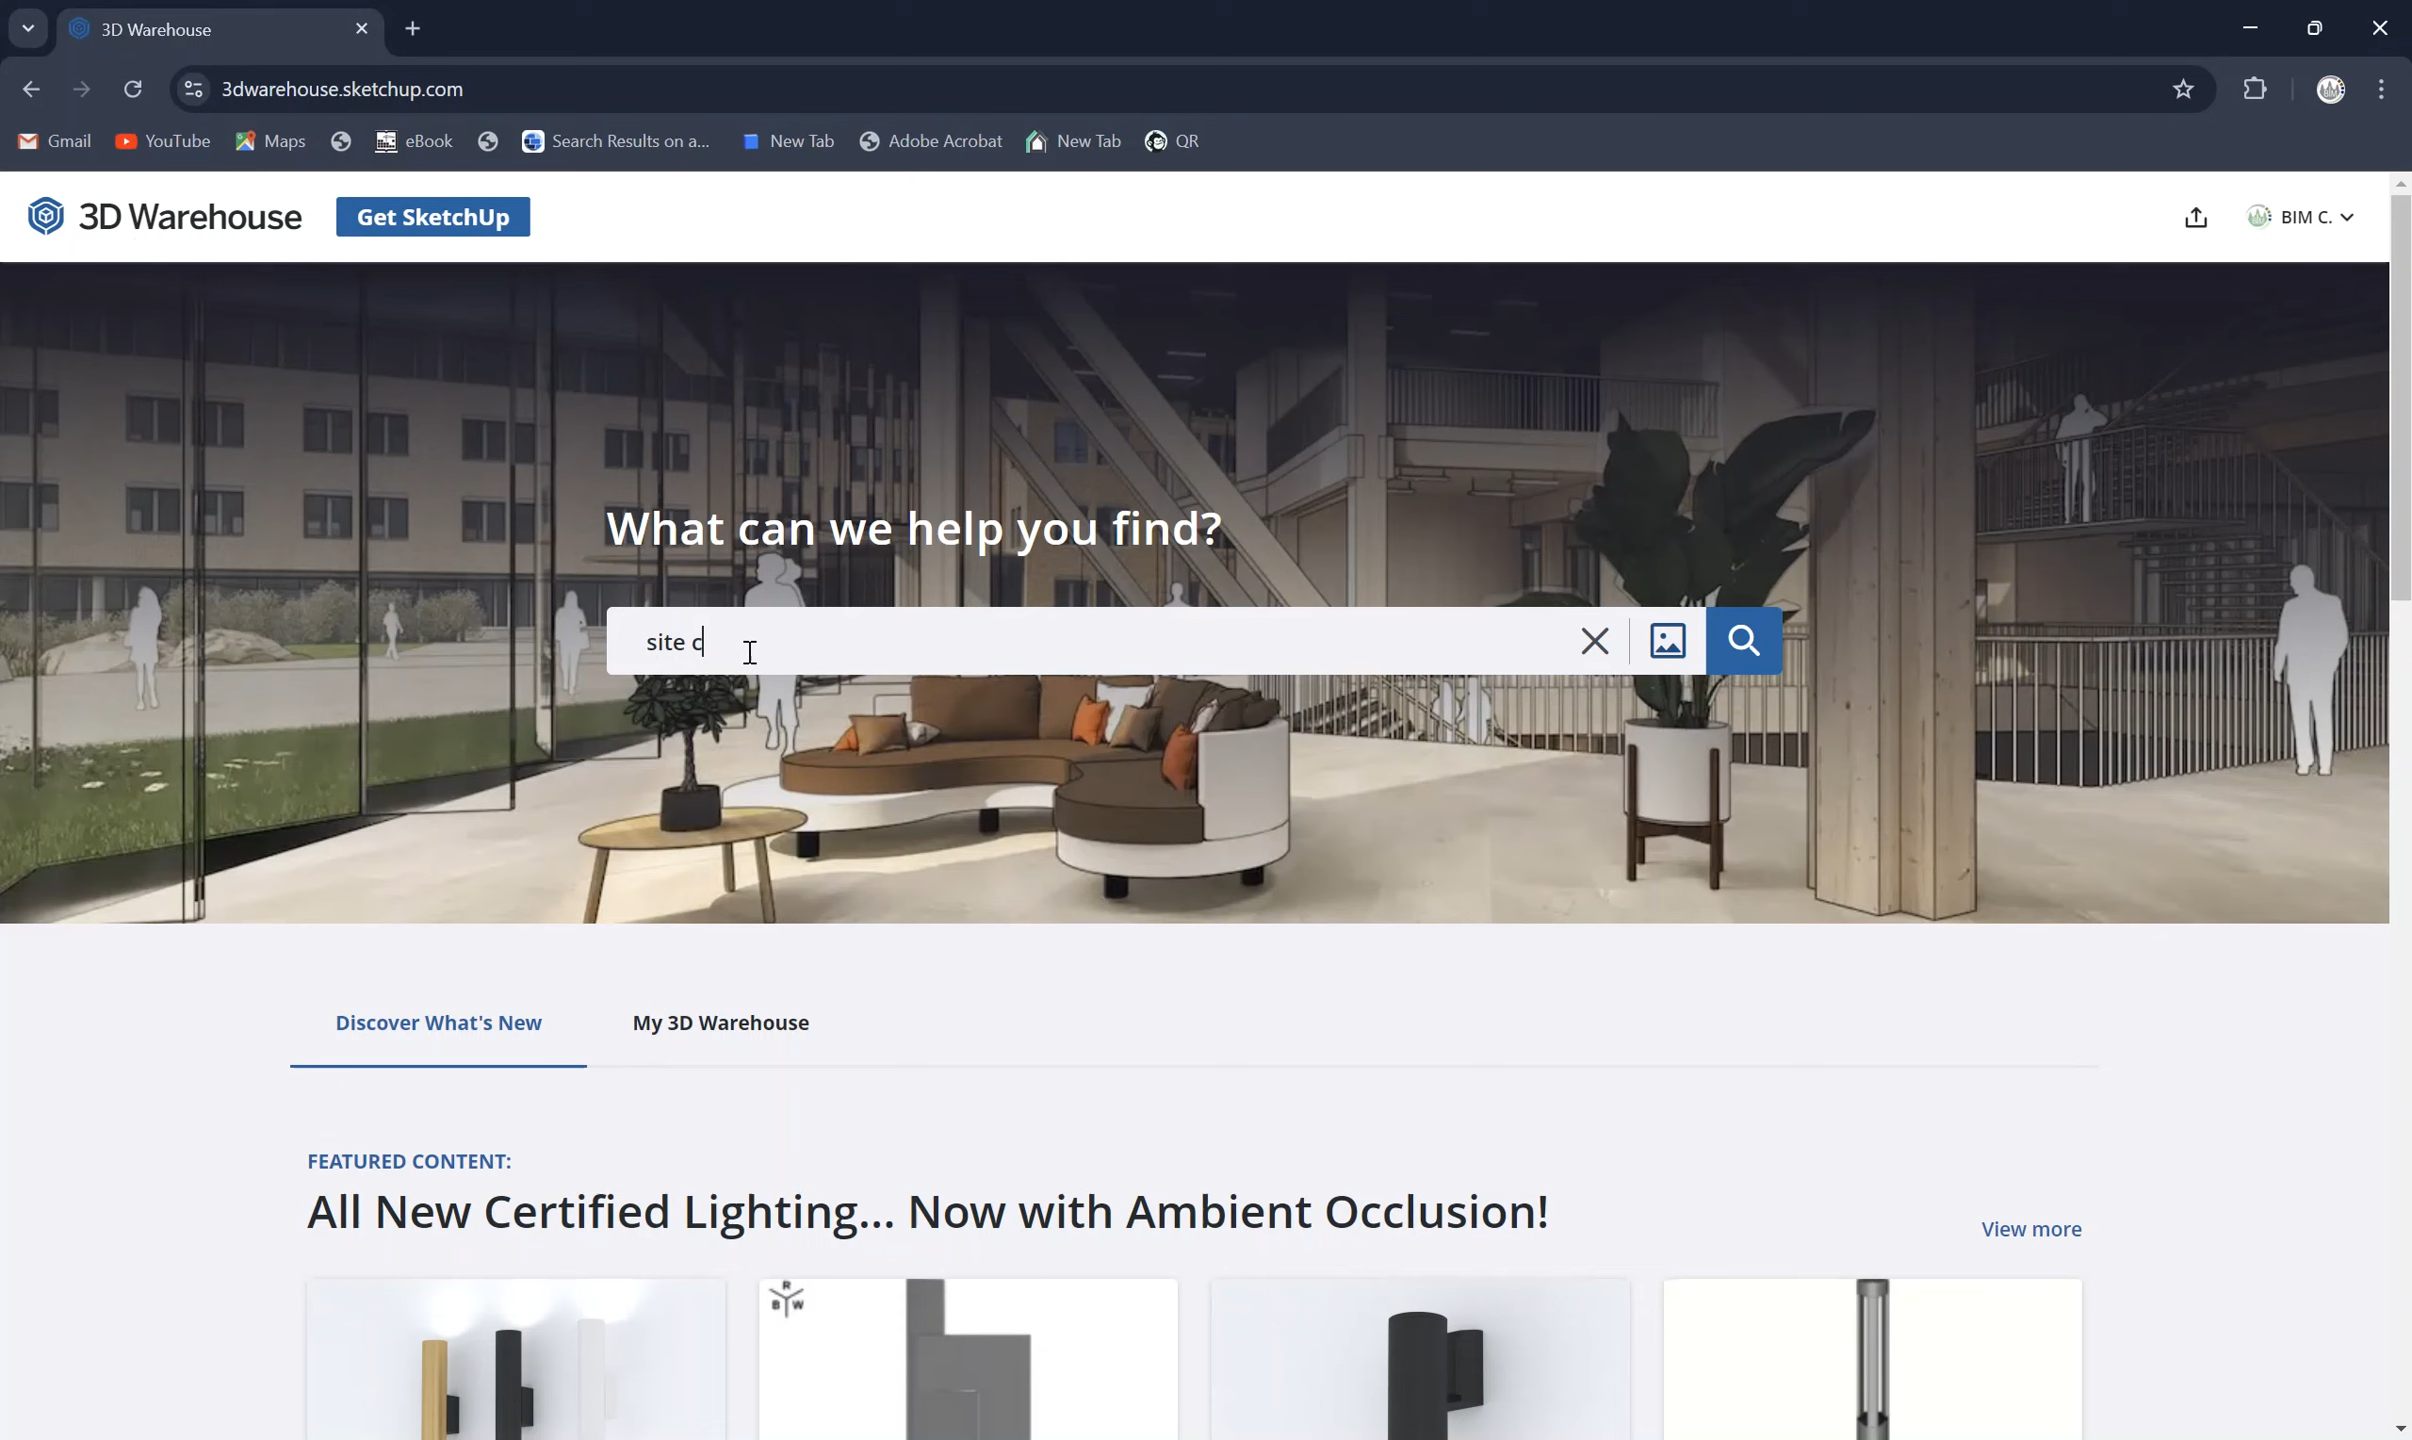 3D Warehouse
3dwarehouse.sketchup.com
Gmail YouTube Maps eBook Search Results on a... New Tab Adobe Acrobat New Tab QR
3D Warehouse Get SketchUp BIM C.
What can we help you find?
site c
Discover What's New My 3D Warehouse
FEATURED CONTENT:
All New Certified Lighting... Now with Ambient Occlusion!
View more
R
B W